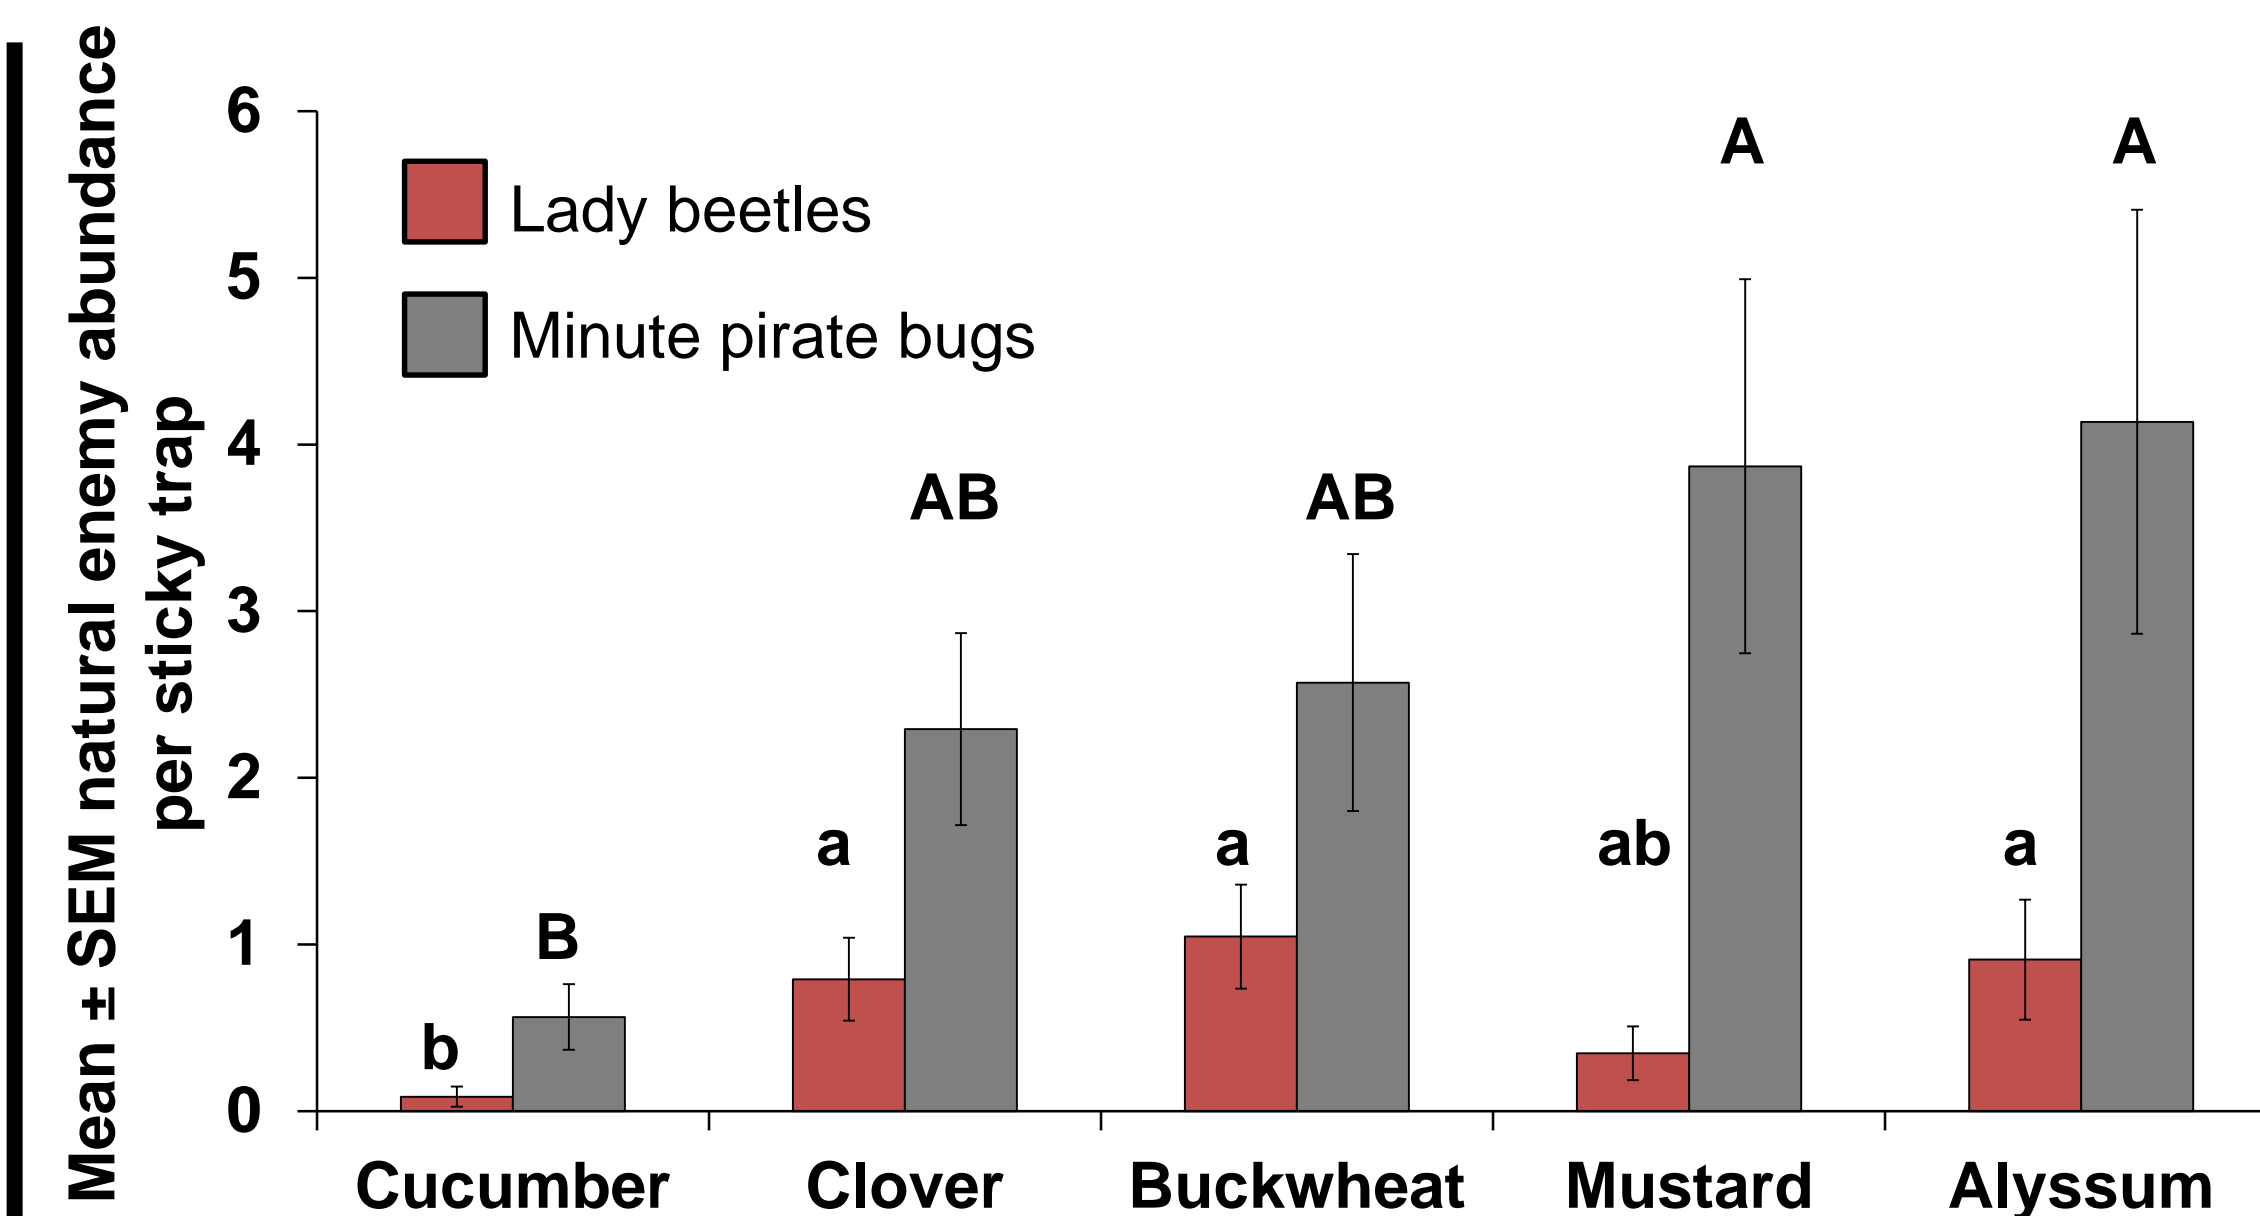 Mean ± SEM natural enemy abundance
per sticky trap
6
5
4
3
2
1
0
Lady beetles
Minute pirate bugs
b
B
a
AB
a
AB
ab
A
a
A
Cucumber
Clover
Buckwheat
Mustard
Alyssum